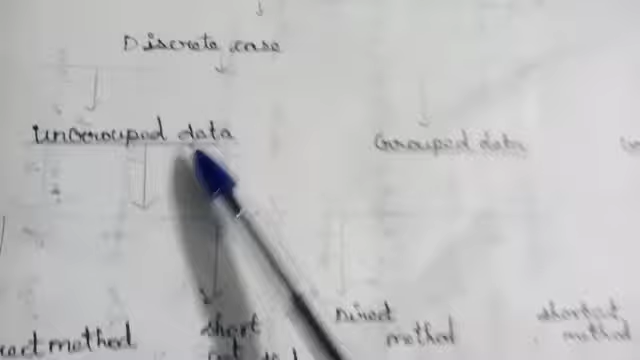 Discrete case
Ungrouped data
Grouped data
Direct
method
shortcut
method
ect method
short